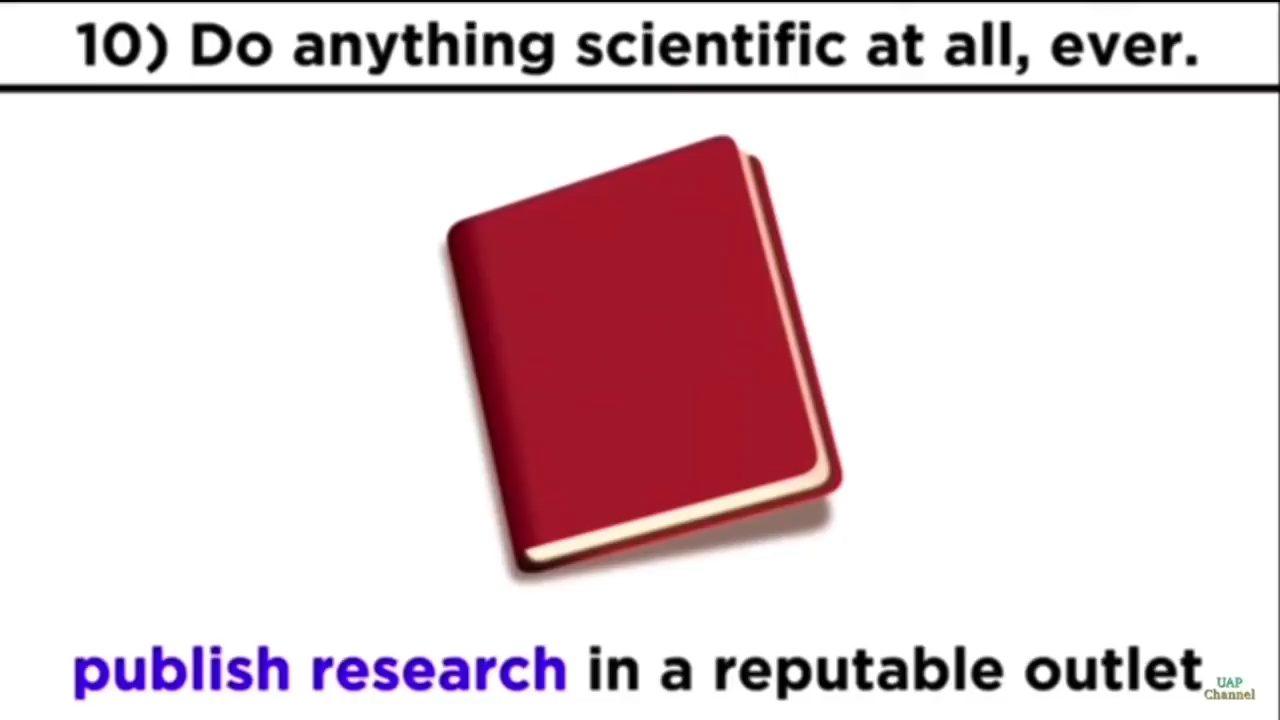 10) Do anything scientific at all, ever.
publish research in a reputable outlet
UAP
Channel